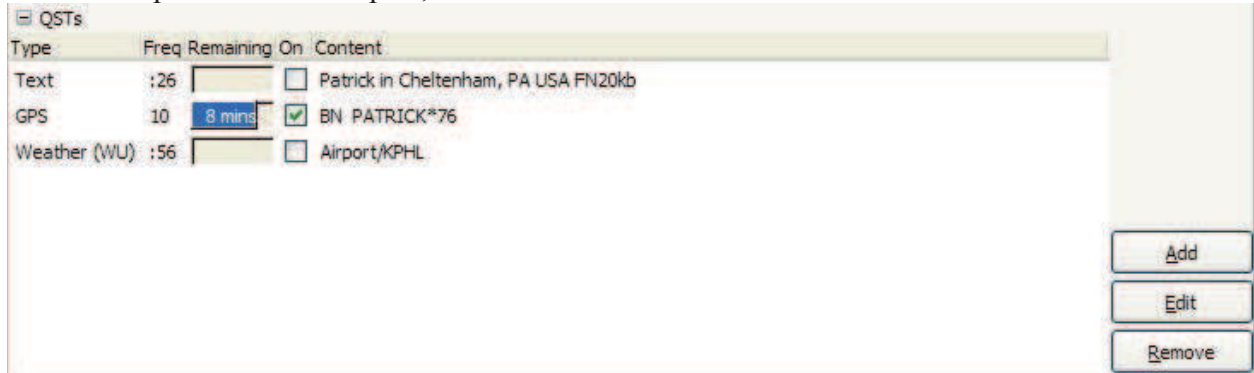 QSTs
Type Freq Remaining On Content
Text :26 Patrick in Cheltenham, PA USA FN20kb
GPS 10 8 mins BN PATRICK*76
Weather (WU) :56 Airport/KPHL
Add
Edit
Remove